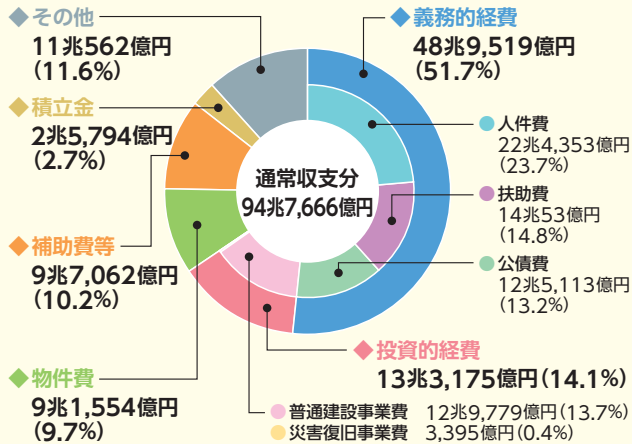 ◆その他
11兆562億円
(11.6%)
◆積立金
2兆5,794億円
(2.7%)
◆補助費等
9兆7,062億円
(10.2%)
◆物件費
9兆1,554億円
(9.7%)
通常収支分
94兆7,666億円
◆義務的経費
48兆9,519億円
(51.7%)
●人件費
22兆4,353億円
(23.7%)
●扶助費
14兆53億円
(14.8%)
●公債費
12兆5,113億円
(13.2%)
◆投資的経費
13兆3,175億円(14.1%)
●普通建設事業費 12兆9,779億円(13.7%)
●災害復旧事業費 3,395億円(0.4%)